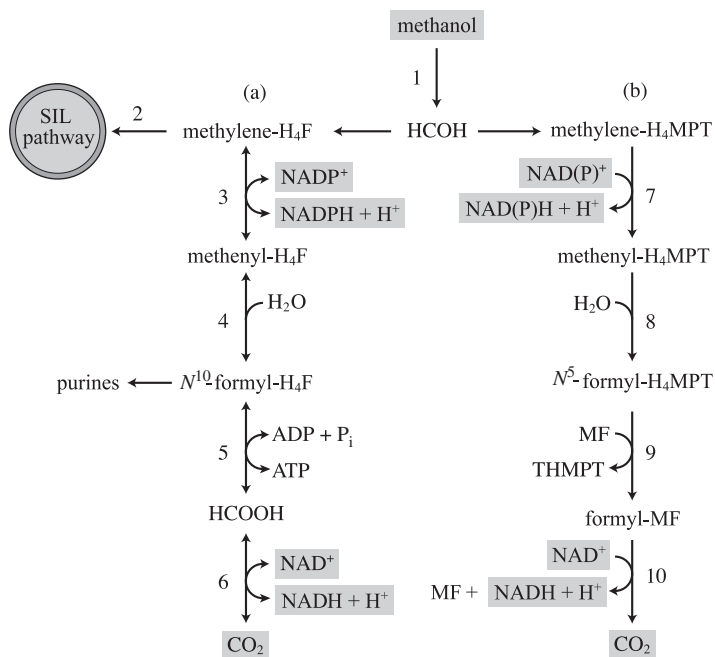 methanol
1
(a)
(b)
SIL
pathway
2
methylene-H₄F
HCOH
methylene-H₄MPT
3
NADP⁺
NADPH + H⁺
NAD(P)⁺
NAD(P)H + H⁺
7
methenyl-H₄F
methenyl-H₄MPT
4
H₂O
H₂O
8
purines
N¹⁰-formyl-H₄F
N⁵-formyl-H₄MPT
5
ADP + Pᵢ
ATP
MF
THMPT
9
HCOOH
formyl-MF
6
NAD⁺
NADH + H⁺
NAD⁺
MF + NADH + H⁺
10
CO₂
CO₂